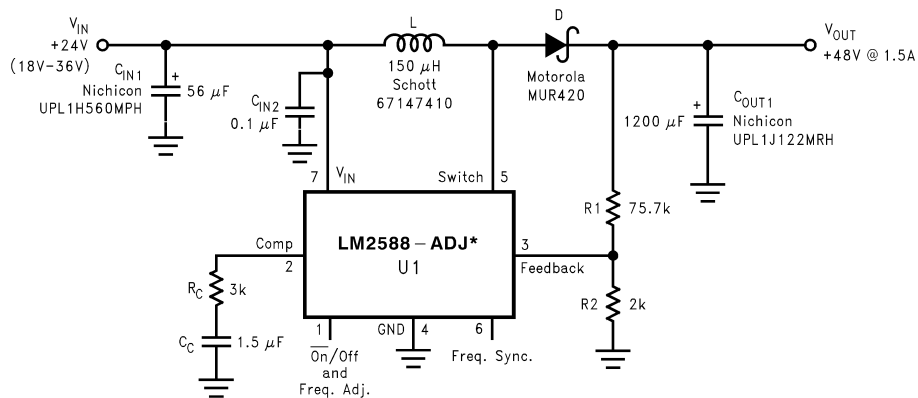 V_IN
+24V
(18V-36V)
C_IN1
Nichicon
UPL1H560MPH
+
56 μF
C_IN2
0.1 μF
L
150 μH
Schott
67147410
D
Motorola
MUR420
V_OUT
+48V @ 1.5A
+
1200 μF
C_OUT1
Nichicon
UPL1J122MRH
7
V_IN
Switch
5
R1
75.7k
LM2588-ADJ*
U1
Comp
2
3
Feedback
R_C
3k
R2
2k
C_C
1.5 μF
1
GND
4
6
O̅n̅/Off
and
Freq. Adj.
Freq. Sync.